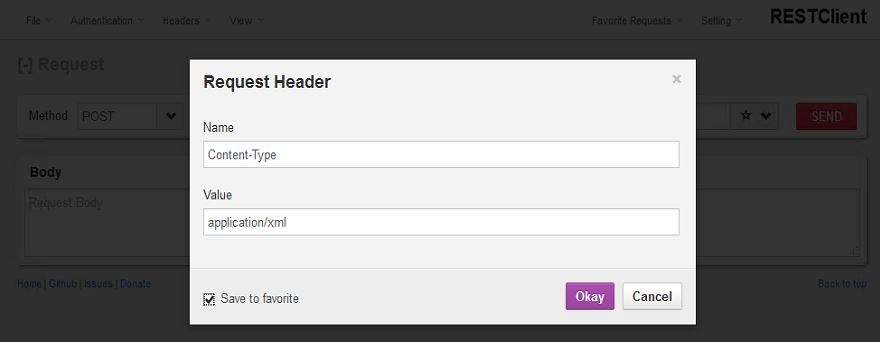 File Authentication Headers View Favorite Requests Setting RESTClient
[-] Request
Request Header ×
Method POST SEND
Name
Content-Type
Body
Value
Request Body
application/xml
Home | Github | Issues | Donate Back to top
Save to favorite Okay Cancel